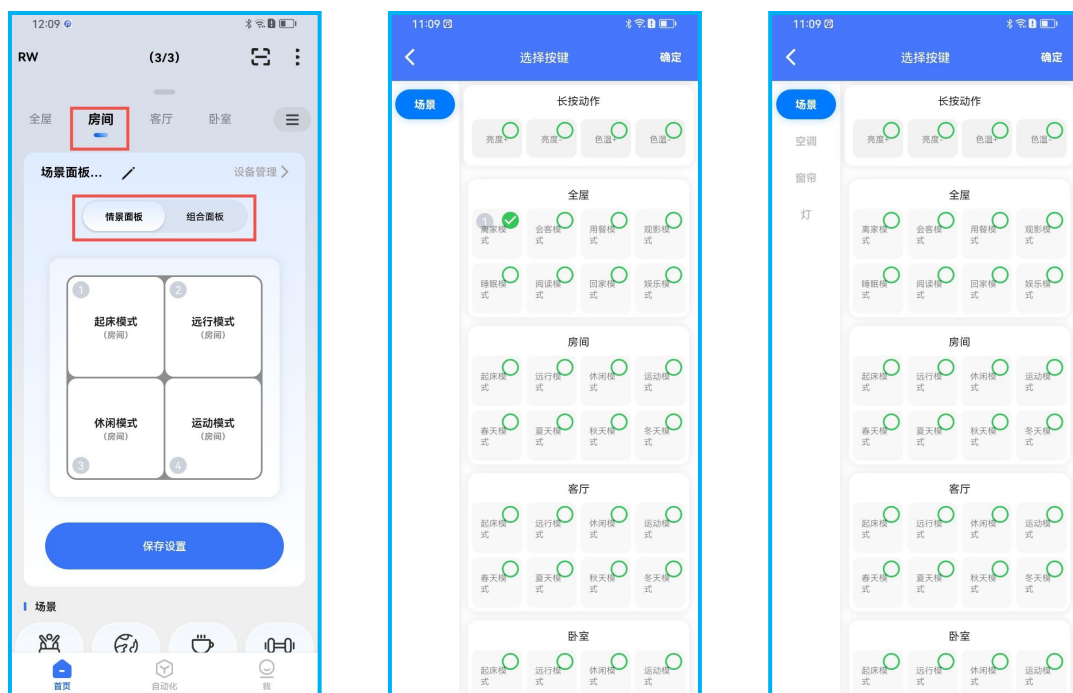 12:09
RW
(3/3)
全屋 房间 客厅 卧室
场景面板...
设备管理
情景面板 组合面板
1 2
起床模式 远行模式
(房间) (房间)
休闲模式 运动模式
(房间) (房间)
3 4
保存设置
场景
首页 自动化 我
11:09
选择按键 确定
场景
长按动作
亮度+ 亮度- 色温+ 色温-
全屋
1
离家模式 会客模式 用餐模式 观影模式
睡眠模式 阅读模式 回家模式 娱乐模式
房间
起床模式 远行模式 休闲模式 运动模式
春天模式 夏天模式 秋天模式 冬天模式
客厅
起床模式 远行模式 休闲模式 运动模式
春天模式 夏天模式 秋天模式 冬天模式
卧室
起床模式 远行模式 休闲模式 运动模式
11:09
选择按键 确定
场景
空调
窗帘
灯
长按动作
亮度+ 亮度- 色温+ 色温-
全屋
离家模式 会客模式 用餐模式 观影模式
睡眠模式 阅读模式 回家模式 娱乐模式
房间
起床模式 远行模式 休闲模式 运动模式
春天模式 夏天模式 秋天模式 冬天模式
客厅
起床模式 远行模式 休闲模式 运动模式
春天模式 夏天模式 秋天模式 冬天模式
卧室
起床模式 远行模式 休闲模式 运动模式